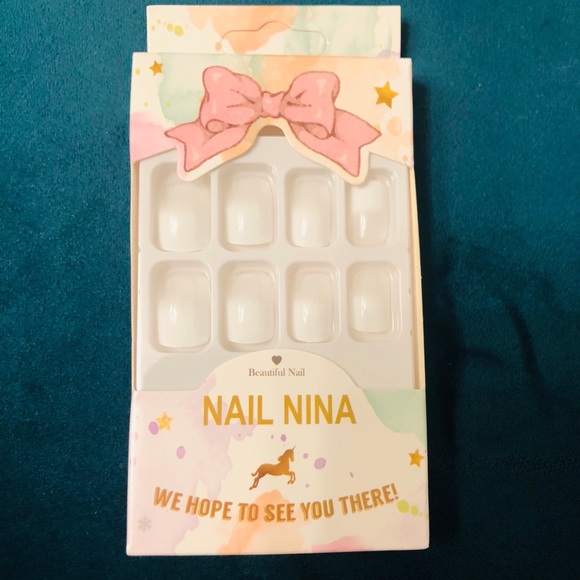 Beautiful Nail
NAIL NINA
WE HOPE TO SEE YOU THERE!